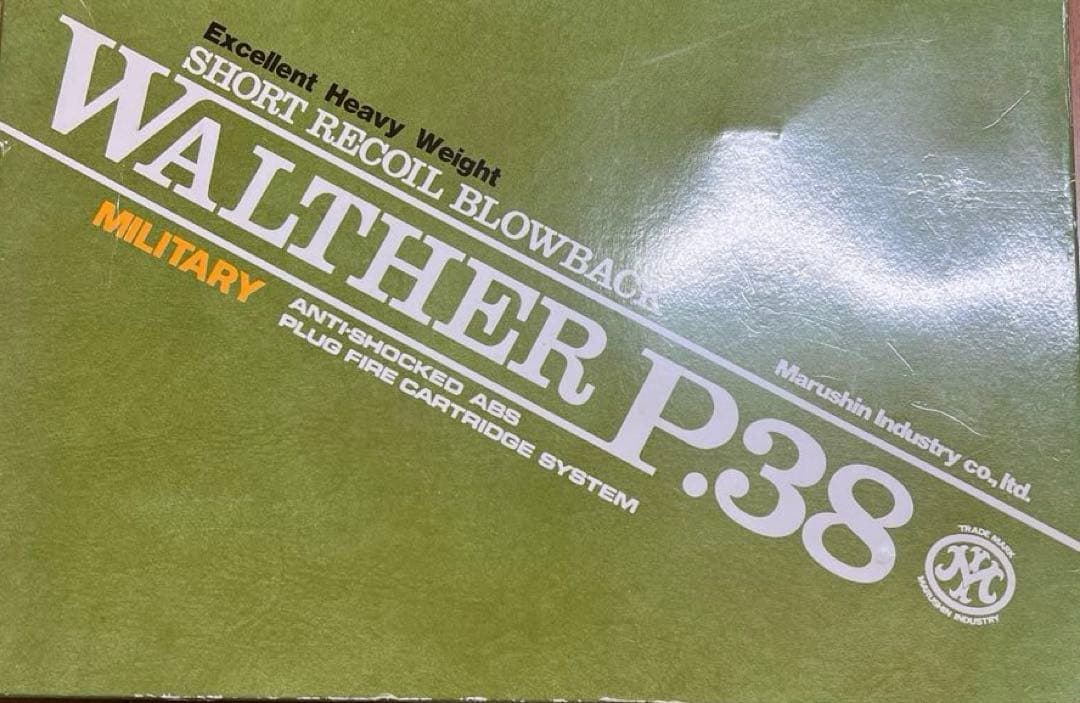 Excellent Heavy Weight
SHORT RECOIL BLOWBACK
WALTHER P.38
MILITARY
ANTI-SHOCKED ABS
PLUG FIRE CARTRIDGE SYSTEM
Marushin Industry co., ltd.
TRADE MARK
MARUSHIN INDUSTRY